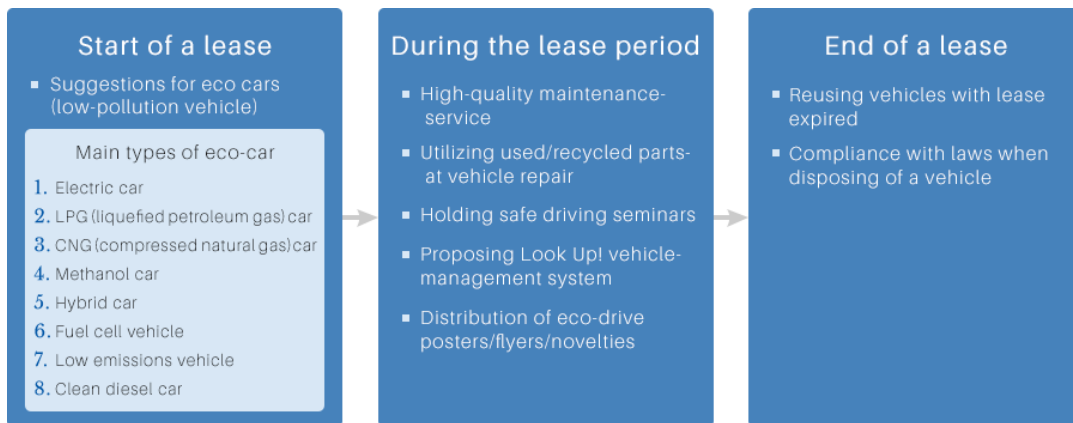 Start of a lease
Suggestions for eco cars
(low-pollution vehicle)
Main types of eco-car
1. Electric car
2. LPG (liquefied petroleum gas) car
3. CNG (compressed natural gas) car
4. Methanol car
5. Hybrid car
6. Fuel cell vehicle
7. Low emissions vehicle
8. Clean diesel car
During the lease period
High-quality maintenance-
service
Utilizing used/recycled parts-
at vehicle repair
Holding safe driving seminars
Proposing Look Up! vehicle-
management system
Distribution of eco-drive
posters/flyers/novelties
End of a lease
Reusing vehicles with lease
expired
Compliance with laws when
disposing of a vehicle